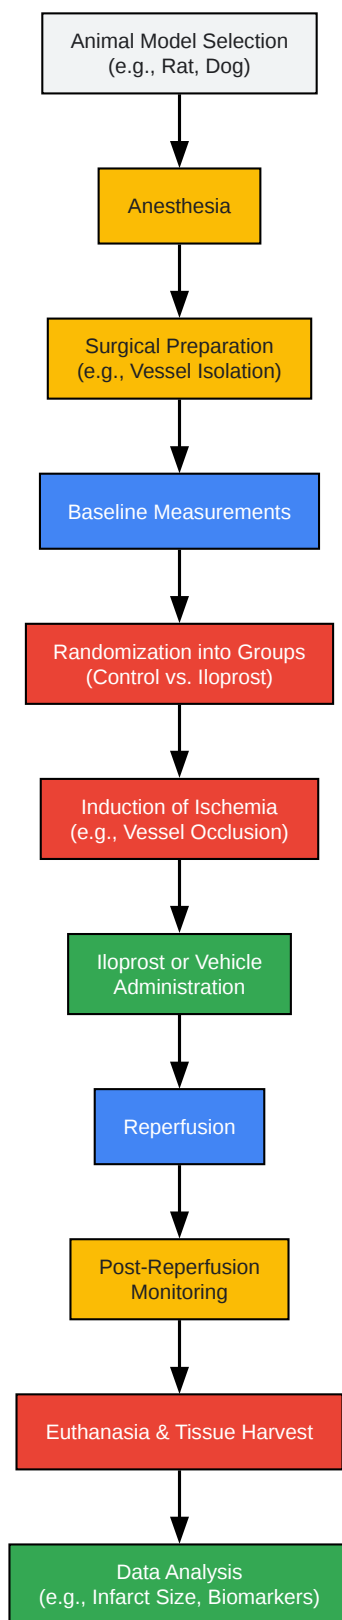 Animal Model Selection
(e.g., Rat, Dog)
Anesthesia
Surgical Preparation
(e.g., Vessel Isolation)
Baseline Measurements
Randomization into Groups
(Control vs. Iloprost)
Induction of Ischemia
(e.g., Vessel Occlusion)
Iloprost or Vehicle
Administration
Reperfusion
Post-Reperfusion
Monitoring
Euthanasia & Tissue Harvest
Data Analysis
(e.g., Infarct Size, Biomarkers)